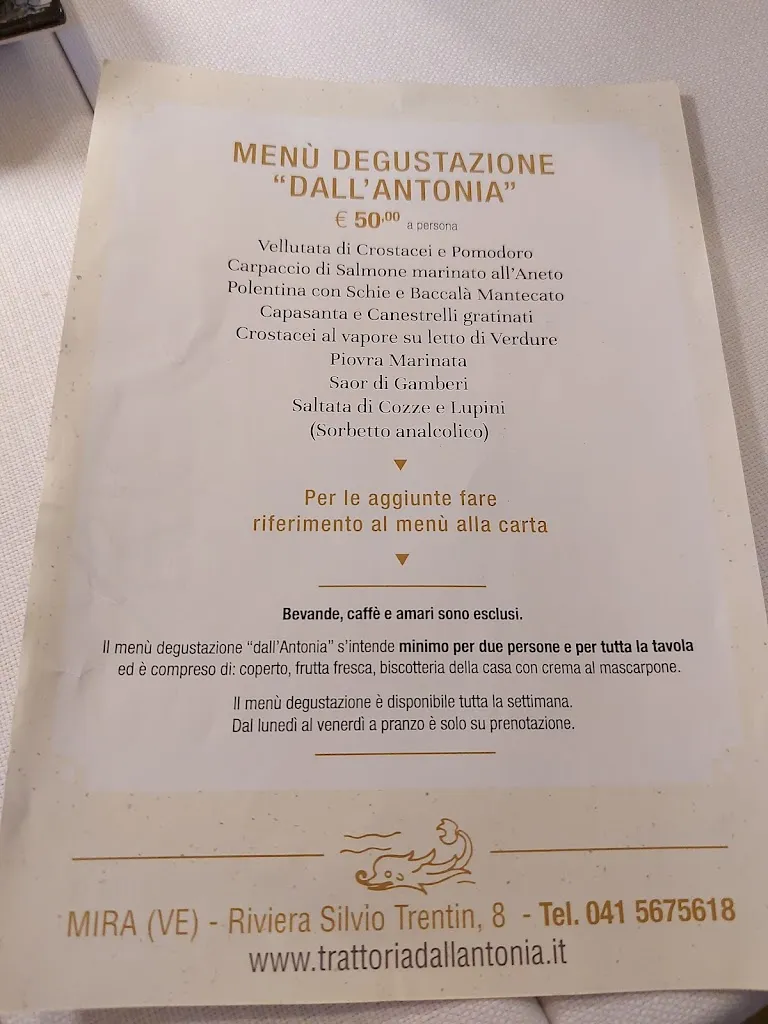 MENÙ DEGUSTAZIONE
"DALL'ANTONIA"
€ 50,00 a persona
Vellutata di Crostacei e Pomodoro
Carpaccio di Salmone marinato all'Aneto
Polentina con Schie e Baccalà Mantecato
Capasanta e Canestrelli gratinati
Crostacei al vapore su letto di Verdure
Piovra Marinata
Saor di Gamberi
Saltata di Cozze e Lupini
(Sorbetto analcolico)
Per le aggiunte fare
riferimento al menù alla carta
Bevande, caffè e amari sono esclusi.
Il menù degustazione "dall'Antonia" s'intende minimo per due persone e per tutta la tavola
ed è compreso di: coperto, frutta fresca, biscotteria della casa con crema al mascarpone.
Il menù degustazione è disponibile tutta la settimana.
Dal lunedì al venerdì a pranzo è solo su prenotazione.
MIRA (VE) - Riviera Silvio Trentin, 8 - Tel. 041 5675618
www.trattoriadallantonia.it